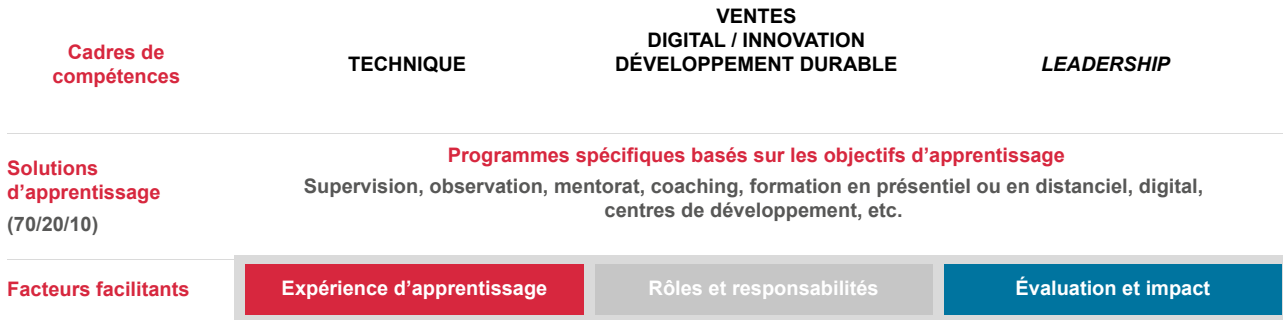 Cadres de
compétences
TECHNIQUE
VENTES
DIGITAL / INNOVATION
DÉVELOPPEMENT DURABLE
LEADERSHIP
Solutions
d’apprentissage
(70/20/10)
Programmes spécifiques basés sur les objectifs d’apprentissage
Supervision, observation, mentorat, coaching, formation en présentiel ou en distanciel, digital,
centres de développement, etc.
Facteurs facilitants
Expérience d’apprentissage
Rôles et responsabilités
Évaluation et impact